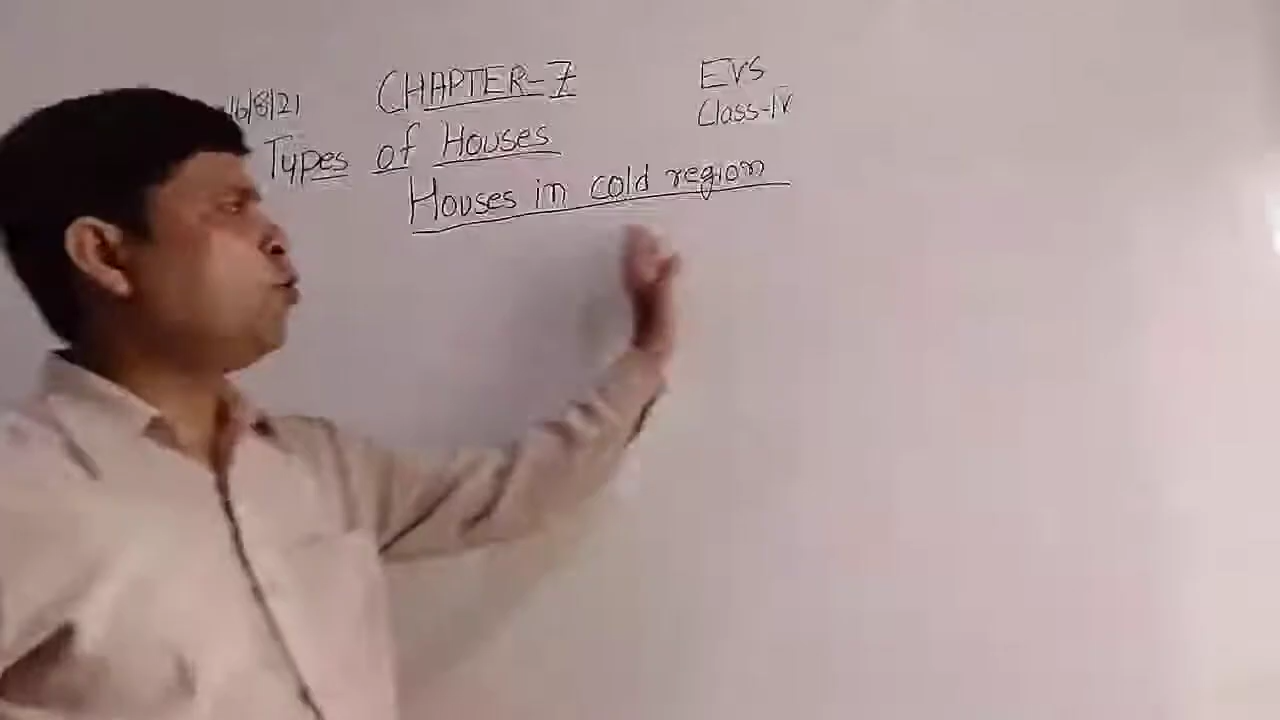 16/8/21 CHAPTER-7 EVS
Class-IV
Types of Houses
Houses in cold region